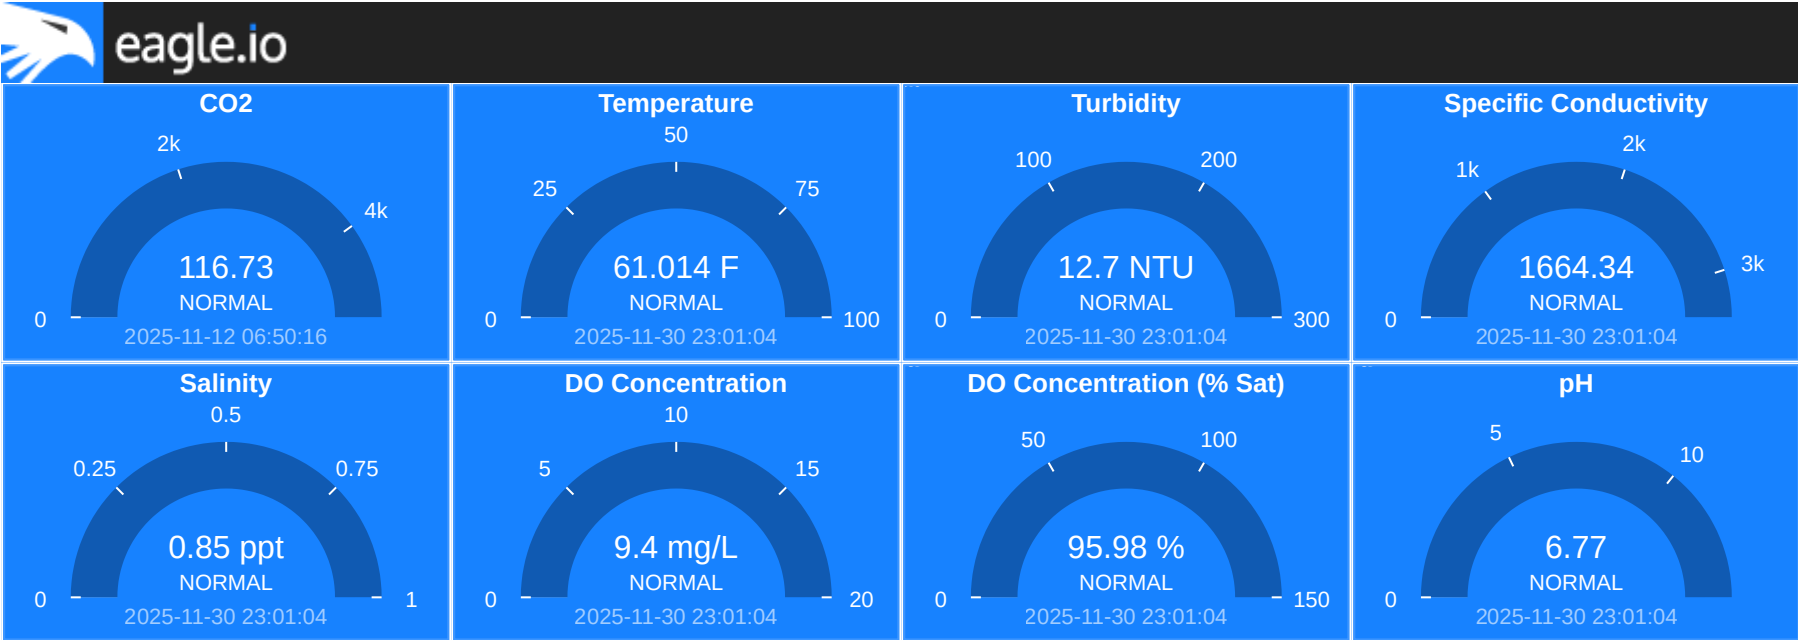 eagle.io
CO2
2k
4k
116.73
NORMAL
0
2025-11-12 06:50:16
Temperature
50
25
75
61.014 F
NORMAL
0
100
2025-11-30 23:01:04
Turbidity
100
200
12.7 NTU
NORMAL
0
300
2025-11-30 23:01:04
Specific Conductivity
2k
1k
3k
1664.34
NORMAL
0
2025-11-30 23:01:04
Salinity
0.5
0.25
0.75
0.85 ppt
NORMAL
0
1
2025-11-30 23:01:04
DO Concentration
10
5
15
9.4 mg/L
NORMAL
0
20
2025-11-30 23:01:04
DO Concentration (% Sat)
50
100
95.98 %
NORMAL
0
150
2025-11-30 23:01:04
pH
5
10
6.77
NORMAL
0
2025-11-30 23:01:04